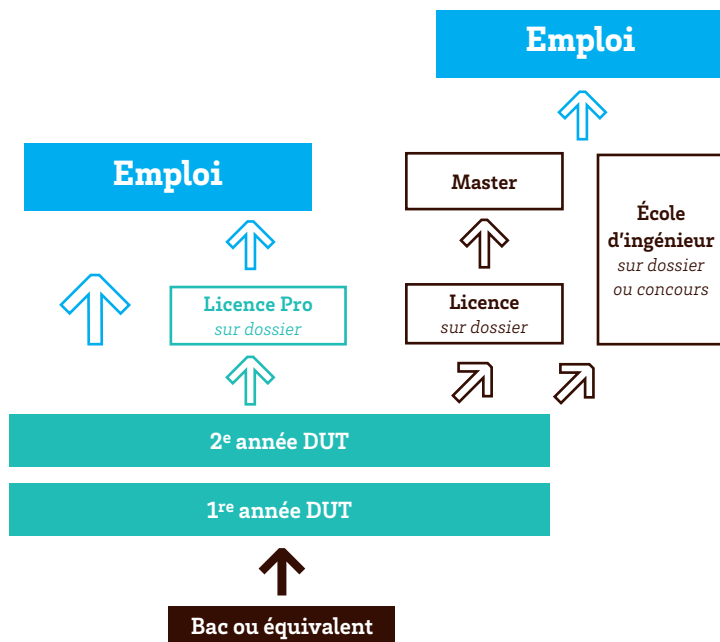 Emploi
Emploi
Master
École
d'ingénieur
sur dossier
ou concours
Licence Pro
sur dossier
Licence
sur dossier
2e année DUT
1re année DUT
Bac ou équivalent